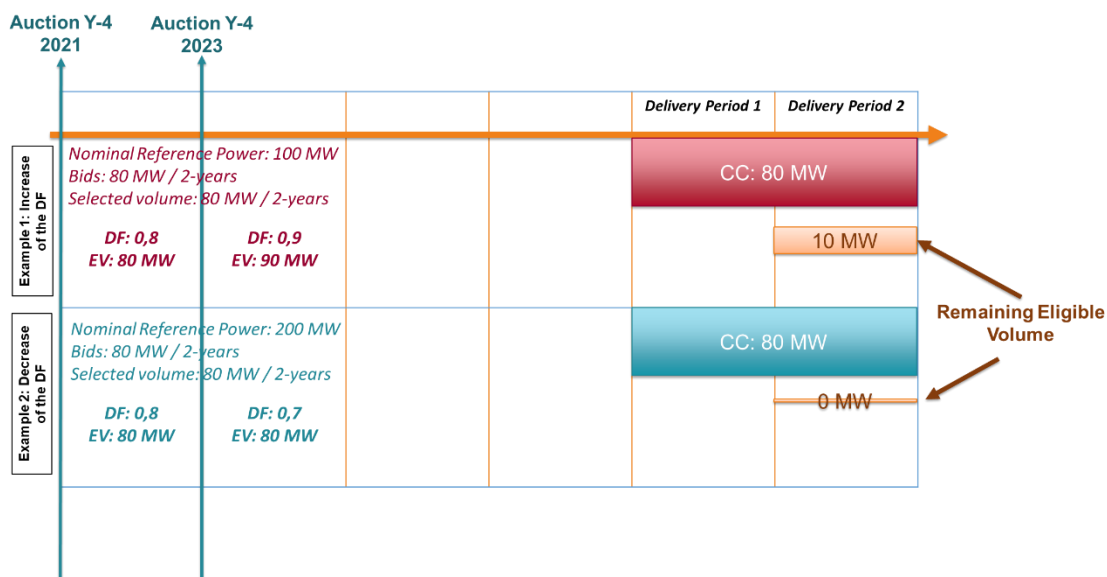 Auction Y-4
2021
Auction Y-4
2023
Delivery Period 1
Delivery Period 2
Example 1: Increase
of the DF
Nominal Reference Power: 100 MW
Bids: 80 MW / 2-years
Selected volume: 80 MW / 2-years
DF: 0,8
EV: 80 MW
DF: 0,9
EV: 90 MW
CC: 80 MW
10 MW
Remaining Eligible
Volume
Example 2: Decrease
of the DF
Nominal Reference Power: 200 MW
Bids: 80 MW / 2-years
Selected volume: 80 MW / 2-years
DF: 0,8
EV: 80 MW
DF: 0,7
EV: 80 MW
CC: 80 MW
0 MW